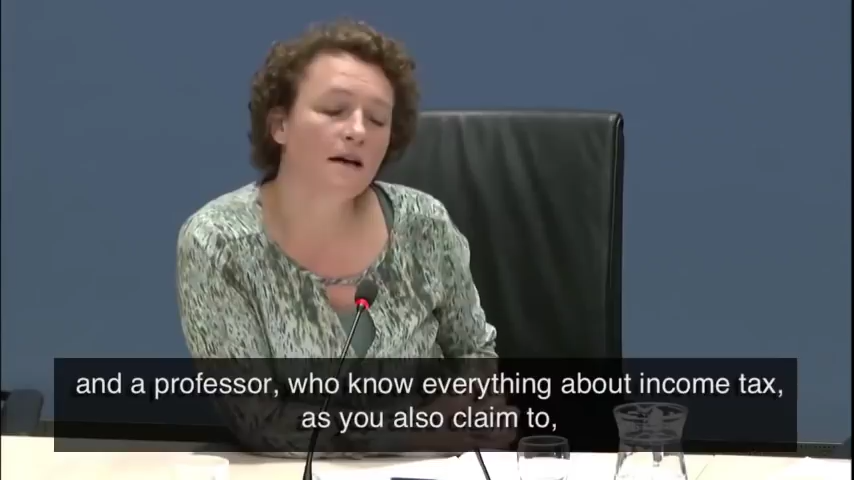 and a professor, who know everything about income tax,
as you also claim to,